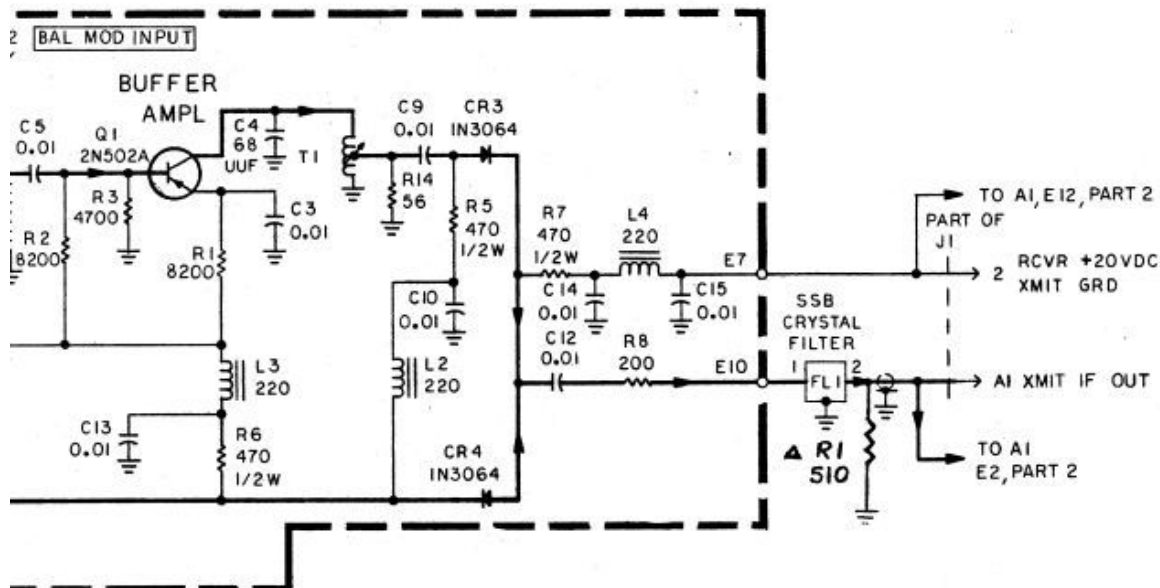 2 BAL MOD INPUT
BUFFER
AMPL
C5
0.01
Q1
2N502A
R3
4700
R2
8200
C4
68
UUF
T1
C9
0.01
CR3
1N3064
R14
56
R5
470
1/2W
C3
0.01
R1
8200
C10
0.01
R7
470
1/2W
L4
220
E7
C14
0.01
C15
0.01
C12
0.01
R8
200
E10
L3
220
L2
220
C13
0.01
R6
470
1/2W
CR4
1N3064
TO A1, E12, PART 2
PART OF
J1
2 RCVR +20VDC
XMIT GRD
SSB
CRYSTAL
FILTER
1 2
FL1
A1 XMIT IF OUT
Δ R1
510
TO A1
E2, PART 2